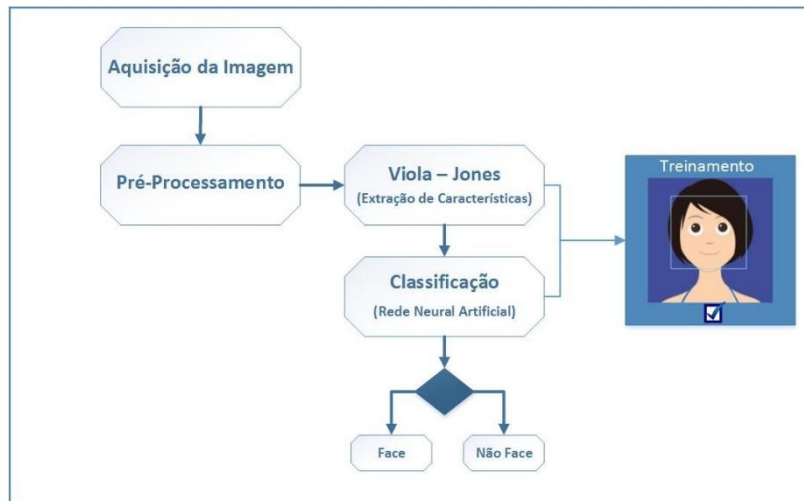 Aquisição da Imagem
Pré-Processamento
Viola – Jones
(Extração de Características)
Treinamento
Classificação
(Rede Neural Artificial)
Face
Não Face